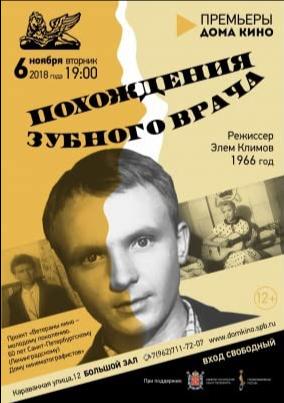 ПРЕМЬЕРЫ
ДОМА КИНО
6 ноября вторник
2018 года 19:00
ПОХОЖДЕНИЯ
ЗУБНОГО ВРАЧА
Режиссер
Элем Климов
1966 год
12+
Проект «Ветераны кино –
молодому поколению.
60 лет Санкт-Петербургскому
(Ленинградскому)
Дому кинематографистов»
Караванная улица, 12 БОЛЬШОЙ ЗАЛ 7(962)711-72-07 www.domkino.spb.ru
ВХОД СВОБОДНЫЙ
При поддержке: